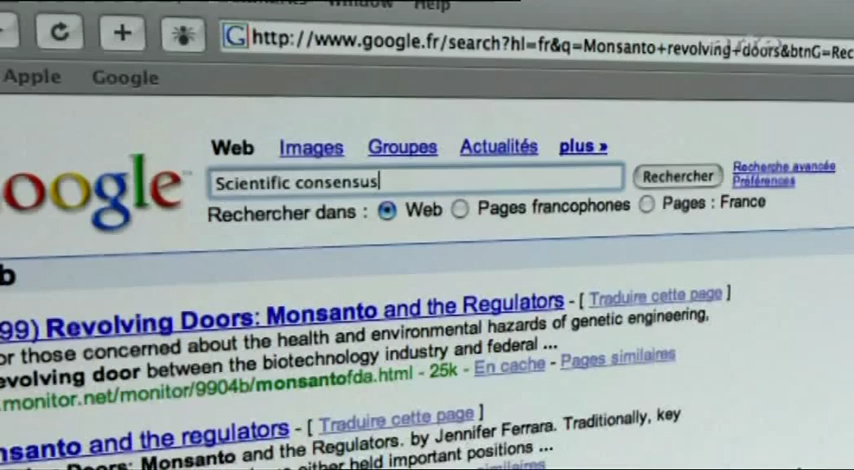 Window Help
G http://www.google.fr/search?hl=fr&q=Monsanto+revolving+doors&btnG=Rec
Apple Google
Web Images Groupes Actualités plus »
oogle™ Scientific consensus Rechercher Recherche avancée
Préférences
Rechercher dans : Web Pages francophones Pages : France
b
99) Revolving Doors: Monsanto and the Regulators - [ Traduire cette page ]
or those concerned about the health and environmental hazards of genetic engineering,
evolving door between the biotechnology industry and federal ...
.monitor.net/monitor/9904b/monsantofda.html - 25k - En cache - Pages similaires
nsanto and the regulators - [ Traduire cette page ]
Doors: Monsanto and the Regulators. by Jennifer Ferrara. Traditionally, key
either held important positions ...
similaires